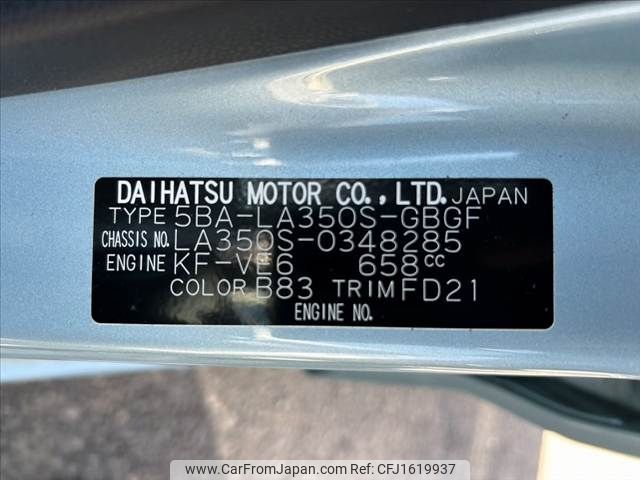 DAIHATSU MOTOR CO., LTD. JAPAN
TYPE 5BA-LA350S-GBGF
CHASSIS NO. LA350S-0348285
ENGINE KF-VE6 658cc
COLOR B83 TRIM FD21
ENGINE NO.
www.CarFromJapan.com Car ref. CFJ1619937